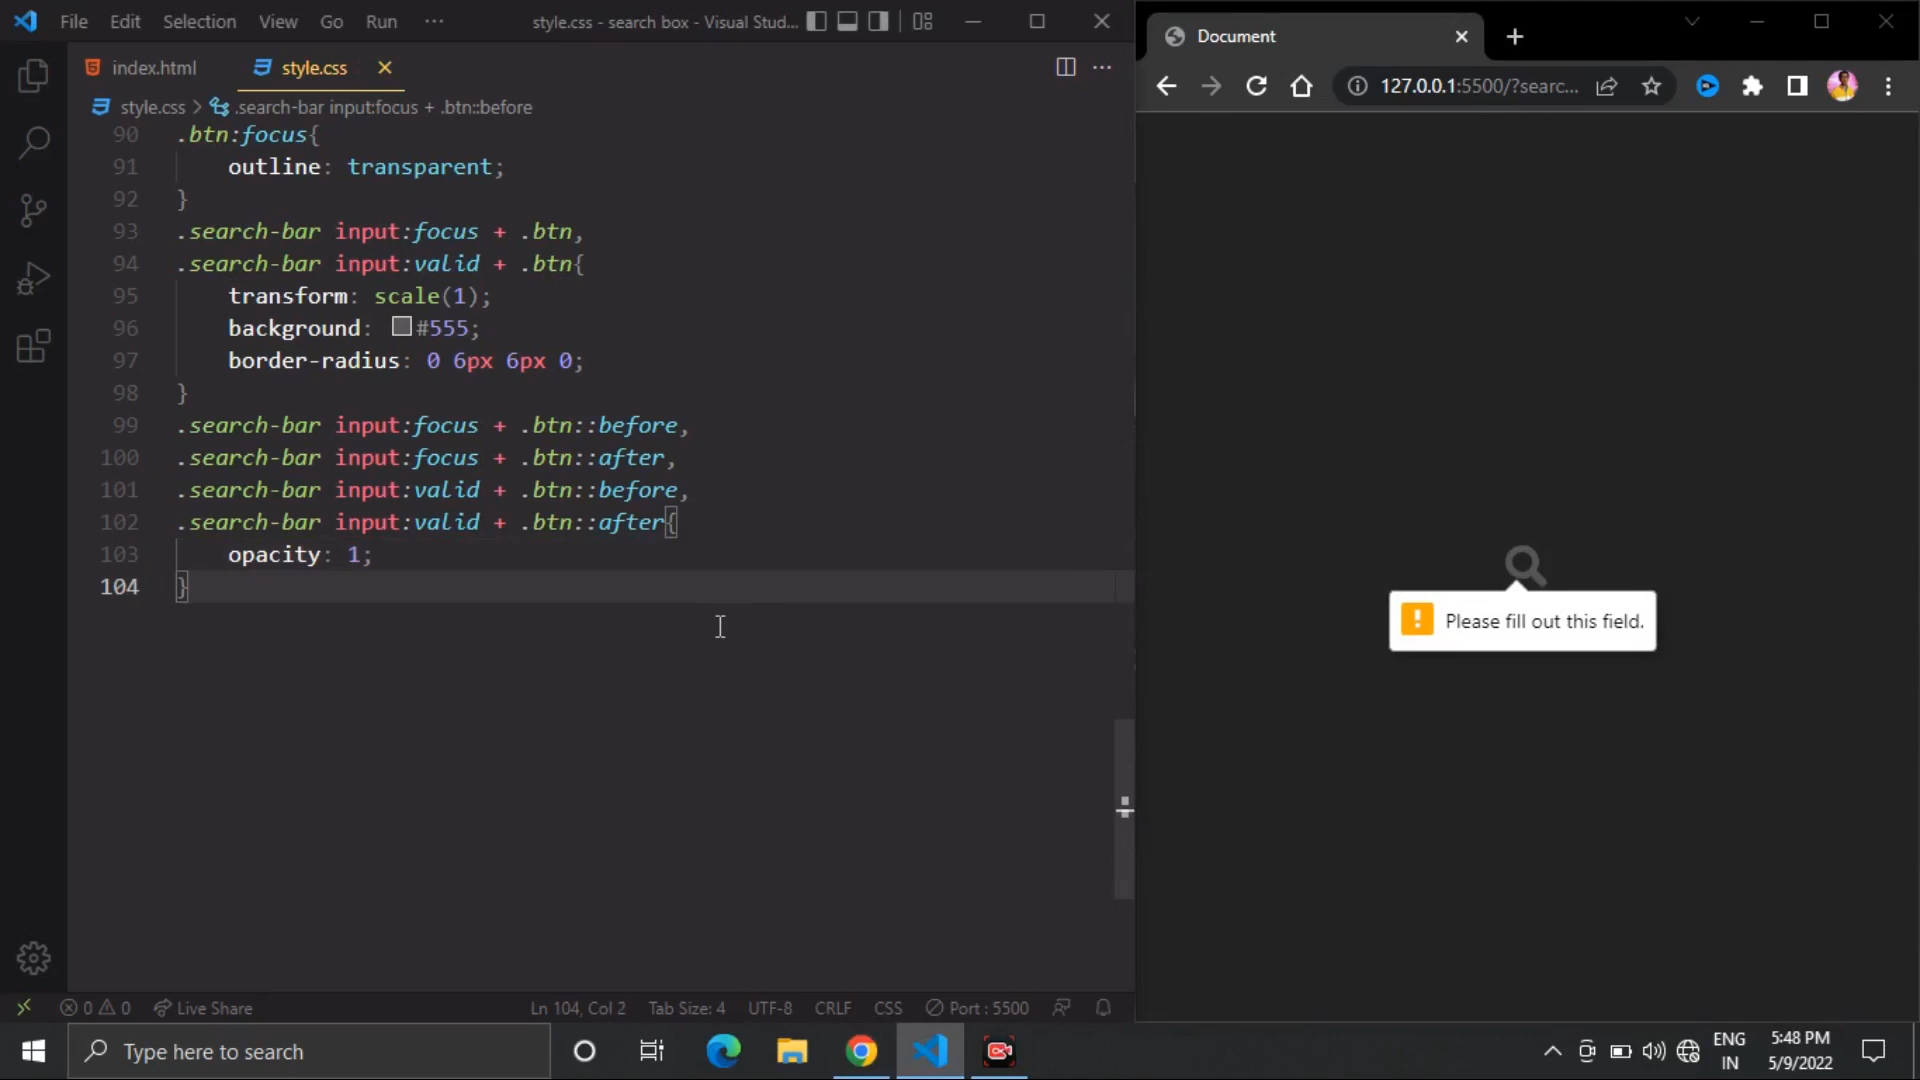 File Edit Selection View Go Run ··· style.css - search box - Visual Stud...
index.html style.css
style.css > .search-bar input:focus + .btn::before
90 .btn:focus{
91 outline: transparent;
92 }
93 .search-bar input:focus + .btn,
94 .search-bar input:valid + .btn{
95 transform: scale(1);
96 background: #555;
97 border-radius: 0 6px 6px 0;
98 }
99 .search-bar input:focus + .btn::before,
100 .search-bar input:focus + .btn::after,
101 .search-bar input:valid + .btn::before,
102 .search-bar input:valid + .btn::after{
103 opacity: 1;
104 }
0 0 Live Share Ln 104, Col 2 Tab Size: 4 UTF-8 CRLF CSS Port : 5500
Document
127.0.0.1:5500/?searc...
Please fill out this field.
Type here to search
ENG
IN
5:48 PM
5/9/2022